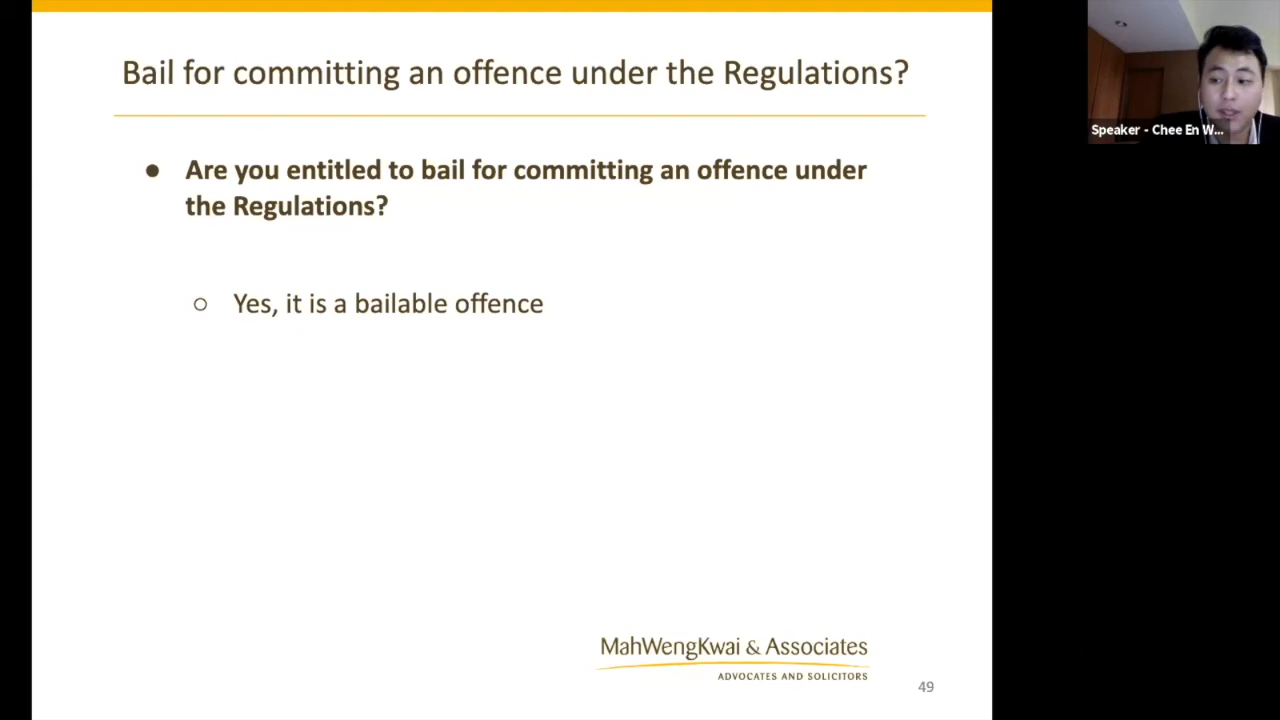 Bail for committing an offence under the Regulations?
● Are you entitled to bail for committing an offence under
the Regulations?
○ Yes, it is a bailable offence
MahWengKwai & Associates
ADVOCATES AND SOLICITORS
49
Speaker - Chee En W...